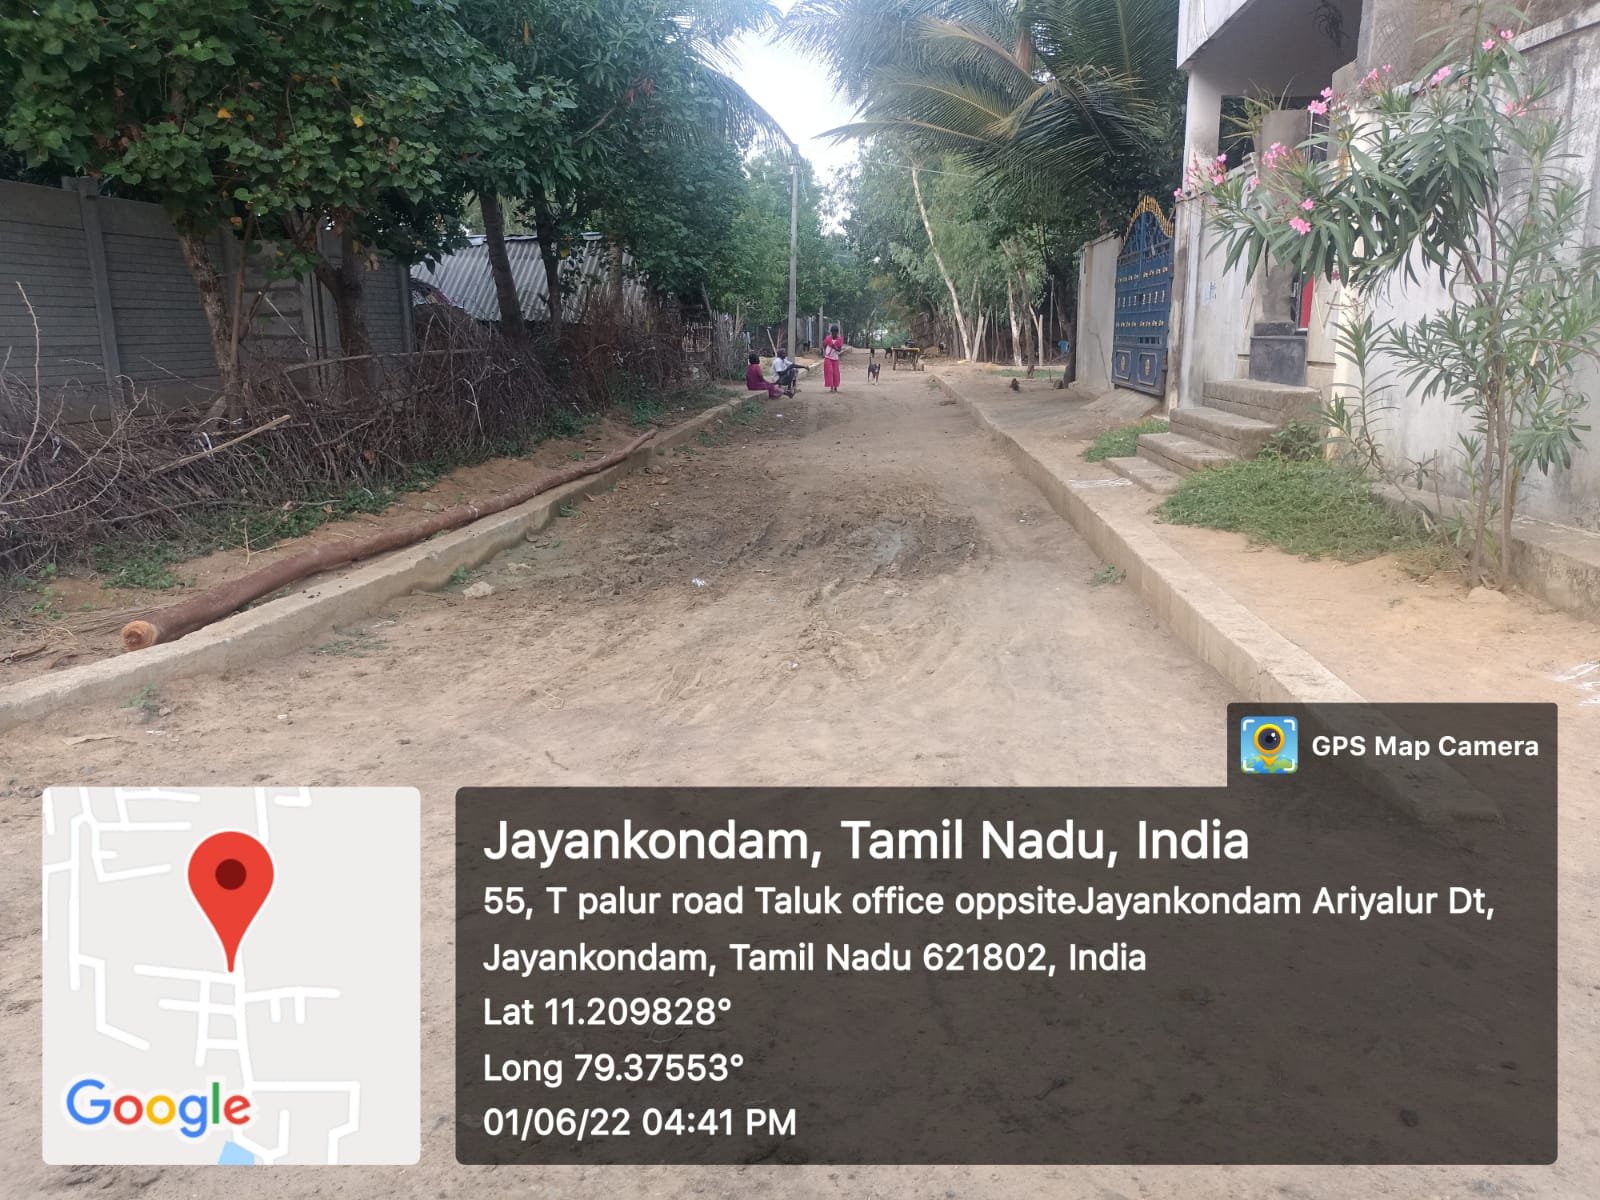 GPS Map Camera
Jayankondam, Tamil Nadu, India
55, T palur road Taluk office oppsiteJayankondam Ariyalur Dt,
Jayankondam, Tamil Nadu 621802, India
Lat 11.209828°
Long 79.37553°
01/06/22 04:41 PM
Google